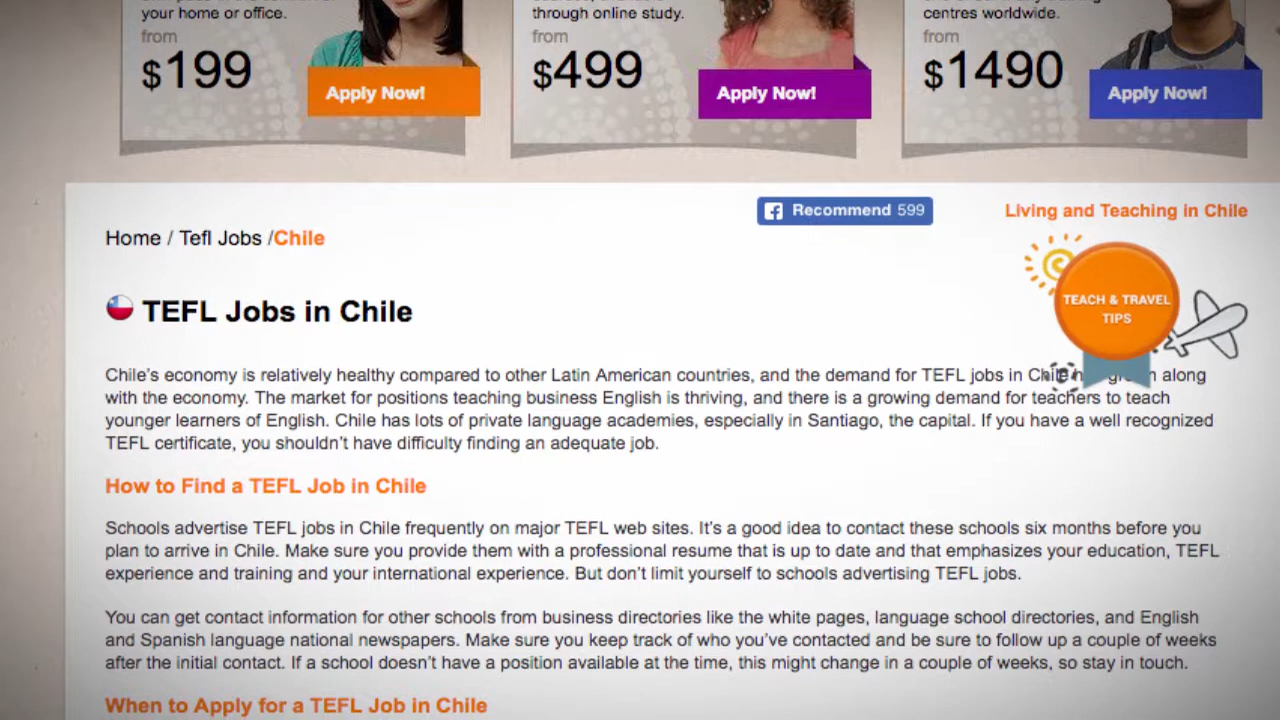 your home or office.
from
$199
Apply Now!
through online study.
from
$499
Apply Now!
centres worldwide.
from
$1490
Apply Now!
Recommend 599
Living and Teaching in Chile
Home / Tefl Jobs /Chile
TEACH & TRAVEL
TIPS
TEFL Jobs in Chile
Chile's economy is relatively healthy compared to other Latin American countries, and the demand for TEFL jobs in along
with the economy. The market for positions teaching business English is thriving, and there is a growing demand for teachers to teach
younger learners of English. Chile has lots of private language academies, especially in Santiago, the capital. If you have a well recognized
TEFL certificate, you shouldn't have difficulty finding an adequate job.
How to Find a TEFL Job in Chile
Schools advertise TEFL jobs in Chile frequently on major TEFL web sites. It's a good idea to contact these schools six months before you
plan to arrive in Chile. Make sure you provide them with a professional resume that is up to date and that emphasizes your education, TEFL
experience and training and your international experience. But don't limit yourself to schools advertising TEFL jobs.
You can get contact information for other schools from business directories like the white pages, language school directories, and English
and Spanish language national newspapers. Make sure you keep track of who you've contacted and be sure to follow up a couple of weeks
after the initial contact. If a school doesn't have a position available at the time, this might change in a couple of weeks, so stay in touch.
When to Apply for a TEFL Job in Chile